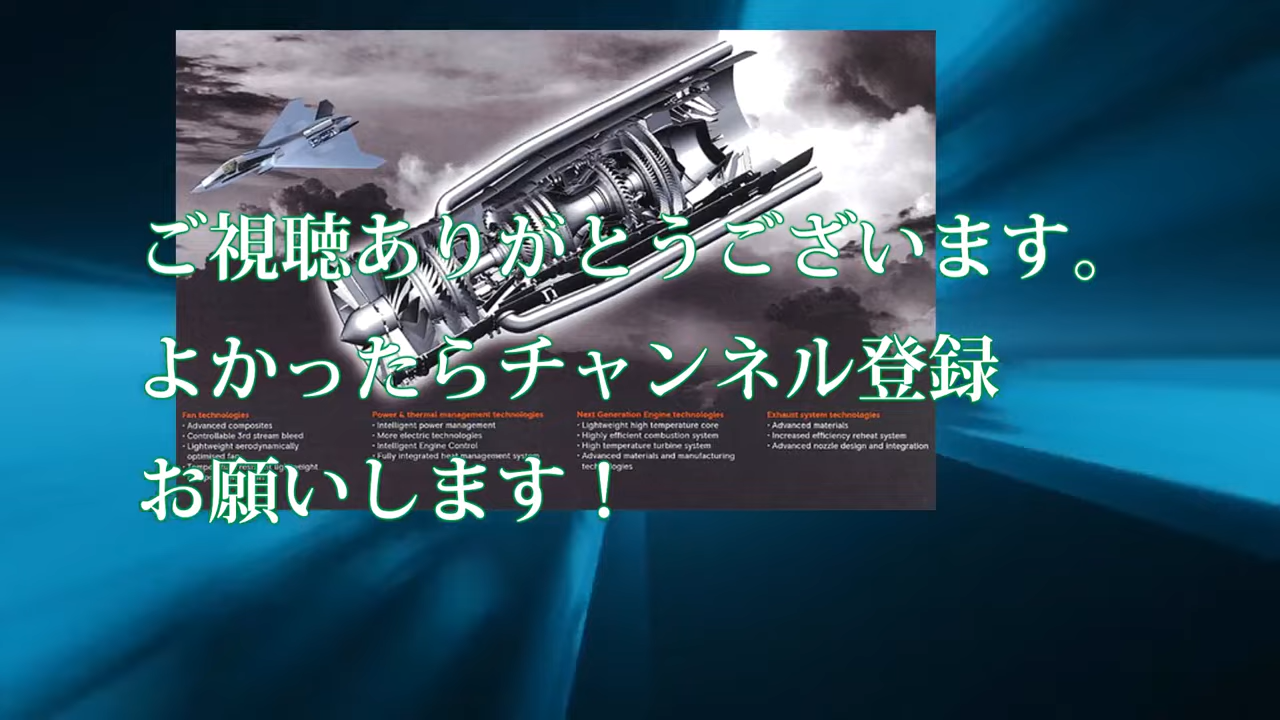 ご視聴ありがとうございます。
よかったらチャンネル登録
お願いします！
Fan technologies
• Advanced composites
• Controllable 3rd stream bleed
• Lightweight aerodynamically
optimised fan
Power & thermal management technologies
• Intelligent power management
• More electric technologies
• Intelligent Engine Control
• Fully integrated heat management system
Next Generation Engine technologies
• Lightweight high temperature core
• Highly efficient combustion system
• High temperature turbine system
• Advanced materials and manufacturing
technologies
Exhaust system technologies
• Advanced materials
• Increased efficiency reheat system
• Advanced nozzle design and integration